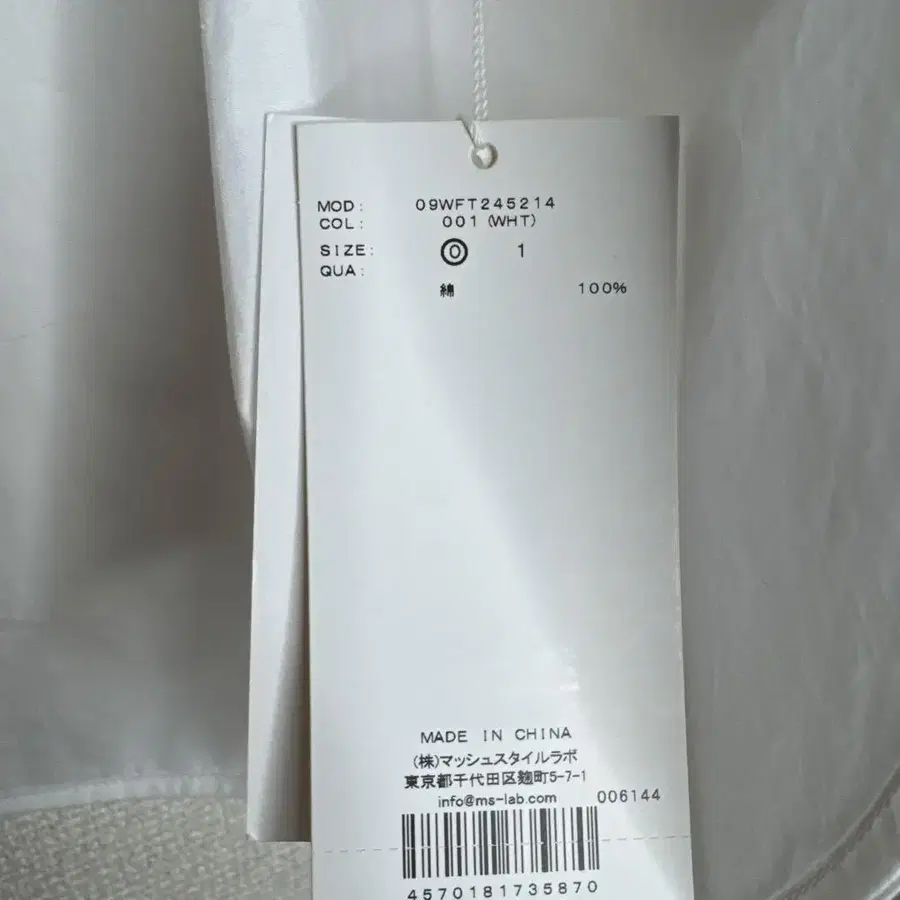 MOD: 09WFT245214
COL: 001(WHT)
SIZE: 0 1
QUA:
綿 100%
MADE IN CHINA
(株)マッシュスタイルラボ
東京都千代田区麹町5-7-1
info@ms-lab.com 006144
4570181735870